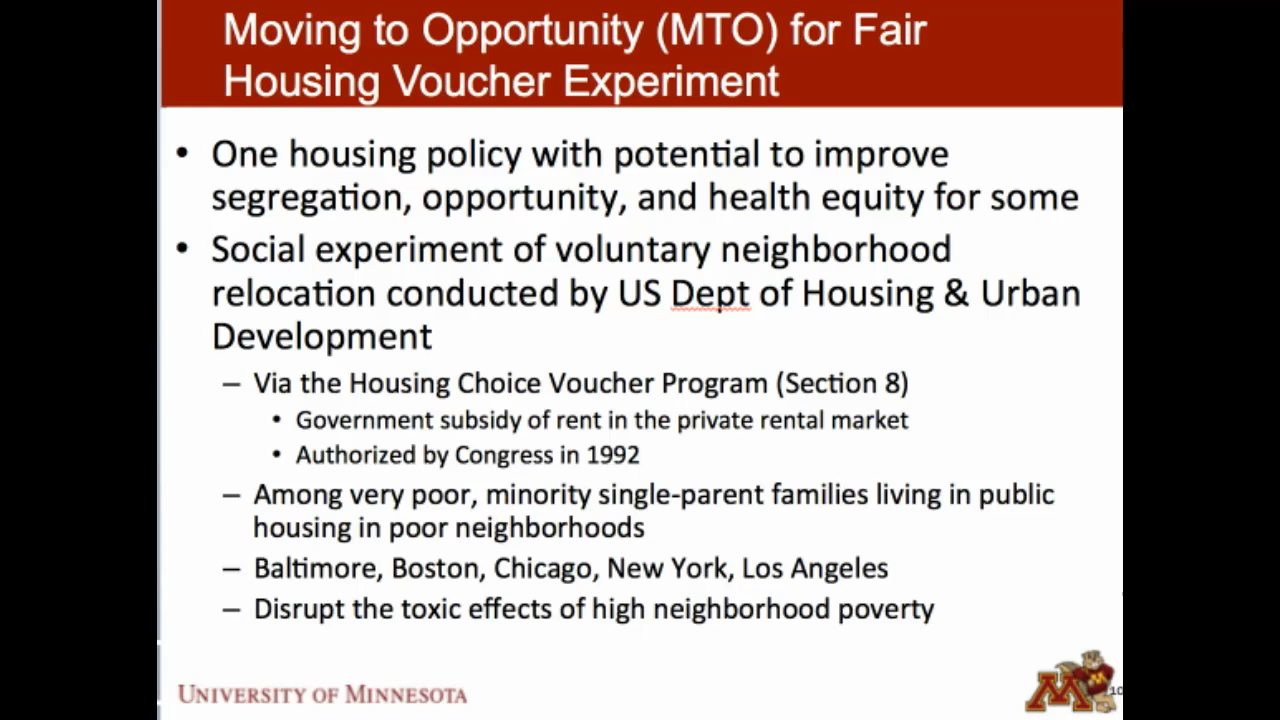 Moving to Opportunity (MTO) for Fair
Housing Voucher Experiment
• One housing policy with potential to improve
segregation, opportunity, and health equity for some
• Social experiment of voluntary neighborhood
relocation conducted by US Dept of Housing & Urban
Development
– Via the Housing Choice Voucher Program (Section 8)
• Government subsidy of rent in the private rental market
• Authorized by Congress in 1992
– Among very poor, minority single-parent families living in public
housing in poor neighborhoods
– Baltimore, Boston, Chicago, New York, Los Angeles
– Disrupt the toxic effects of high neighborhood poverty
UNIVERSITY OF MINNESOTA
M
10